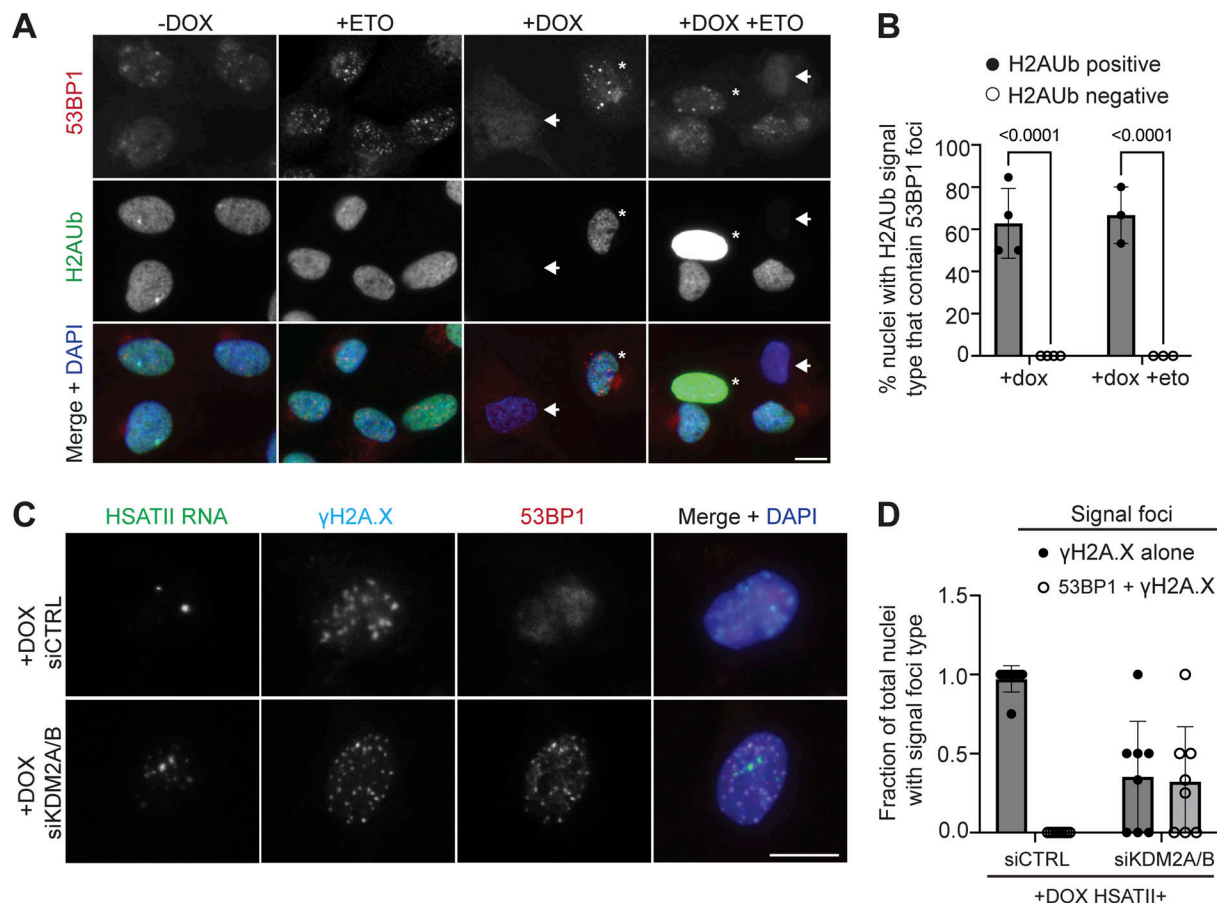 A
-DOX
+ETO
+DOX
+DOX +ETO
53BP1
*
*
H2AUb
*
*
Merge + DAPI
*
*
B
H2AUb positive
H2AUb negative
% nuclei with H2AUb signal
type that contain 53BP1 foci
<0.0001
<0.0001
100
80
60
40
20
0
+dox
+dox +eto
C
HSATII RNA
γH2A.X
53BP1
Merge + DAPI
+DOX
siCTRL
+DOX
siKDM2A/B
D
Signal foci
γH2A.X alone
53BP1 + γH2A.X
Fraction of total nuclei
with signal foci type
1.5
1.0
0.5
0.0
siCTRL
siKDM2A/B
+DOX HSATII+